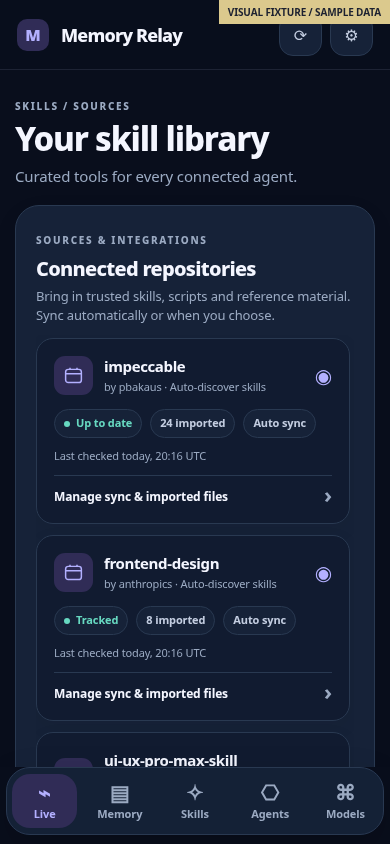 VISUAL FIXTURE / SAMPLE DATA
M Memory Relay
SKILLS / SOURCES
Your skill library
Curated tools for every connected agent.
SOURCES & INTEGRATIONS
Connected repositories
Bring in trusted skills, scripts and reference material.
Sync automatically or when you choose.
impeccable
by pbakaus · Auto-discover skills
Up to date 24 imported Auto sync
Last checked today, 20:16 UTC
Manage sync & imported files
frontend-design
by anthropics · Auto-discover skills
Tracked 8 imported Auto sync
Last checked today, 20:16 UTC
Manage sync & imported files
ui-ux-pro-max-skill
Live Memory Skills Agents Models